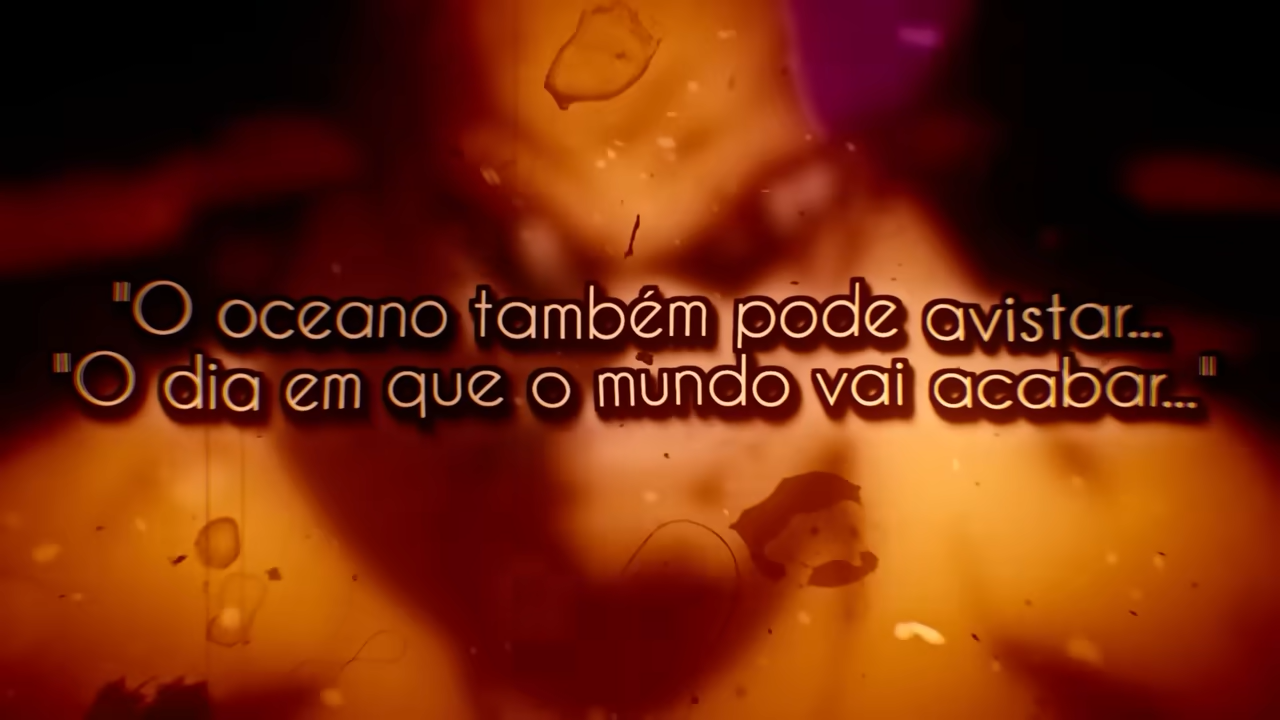 "O oceano também pode avistar...
"O dia em que o mundo vai acabar..."